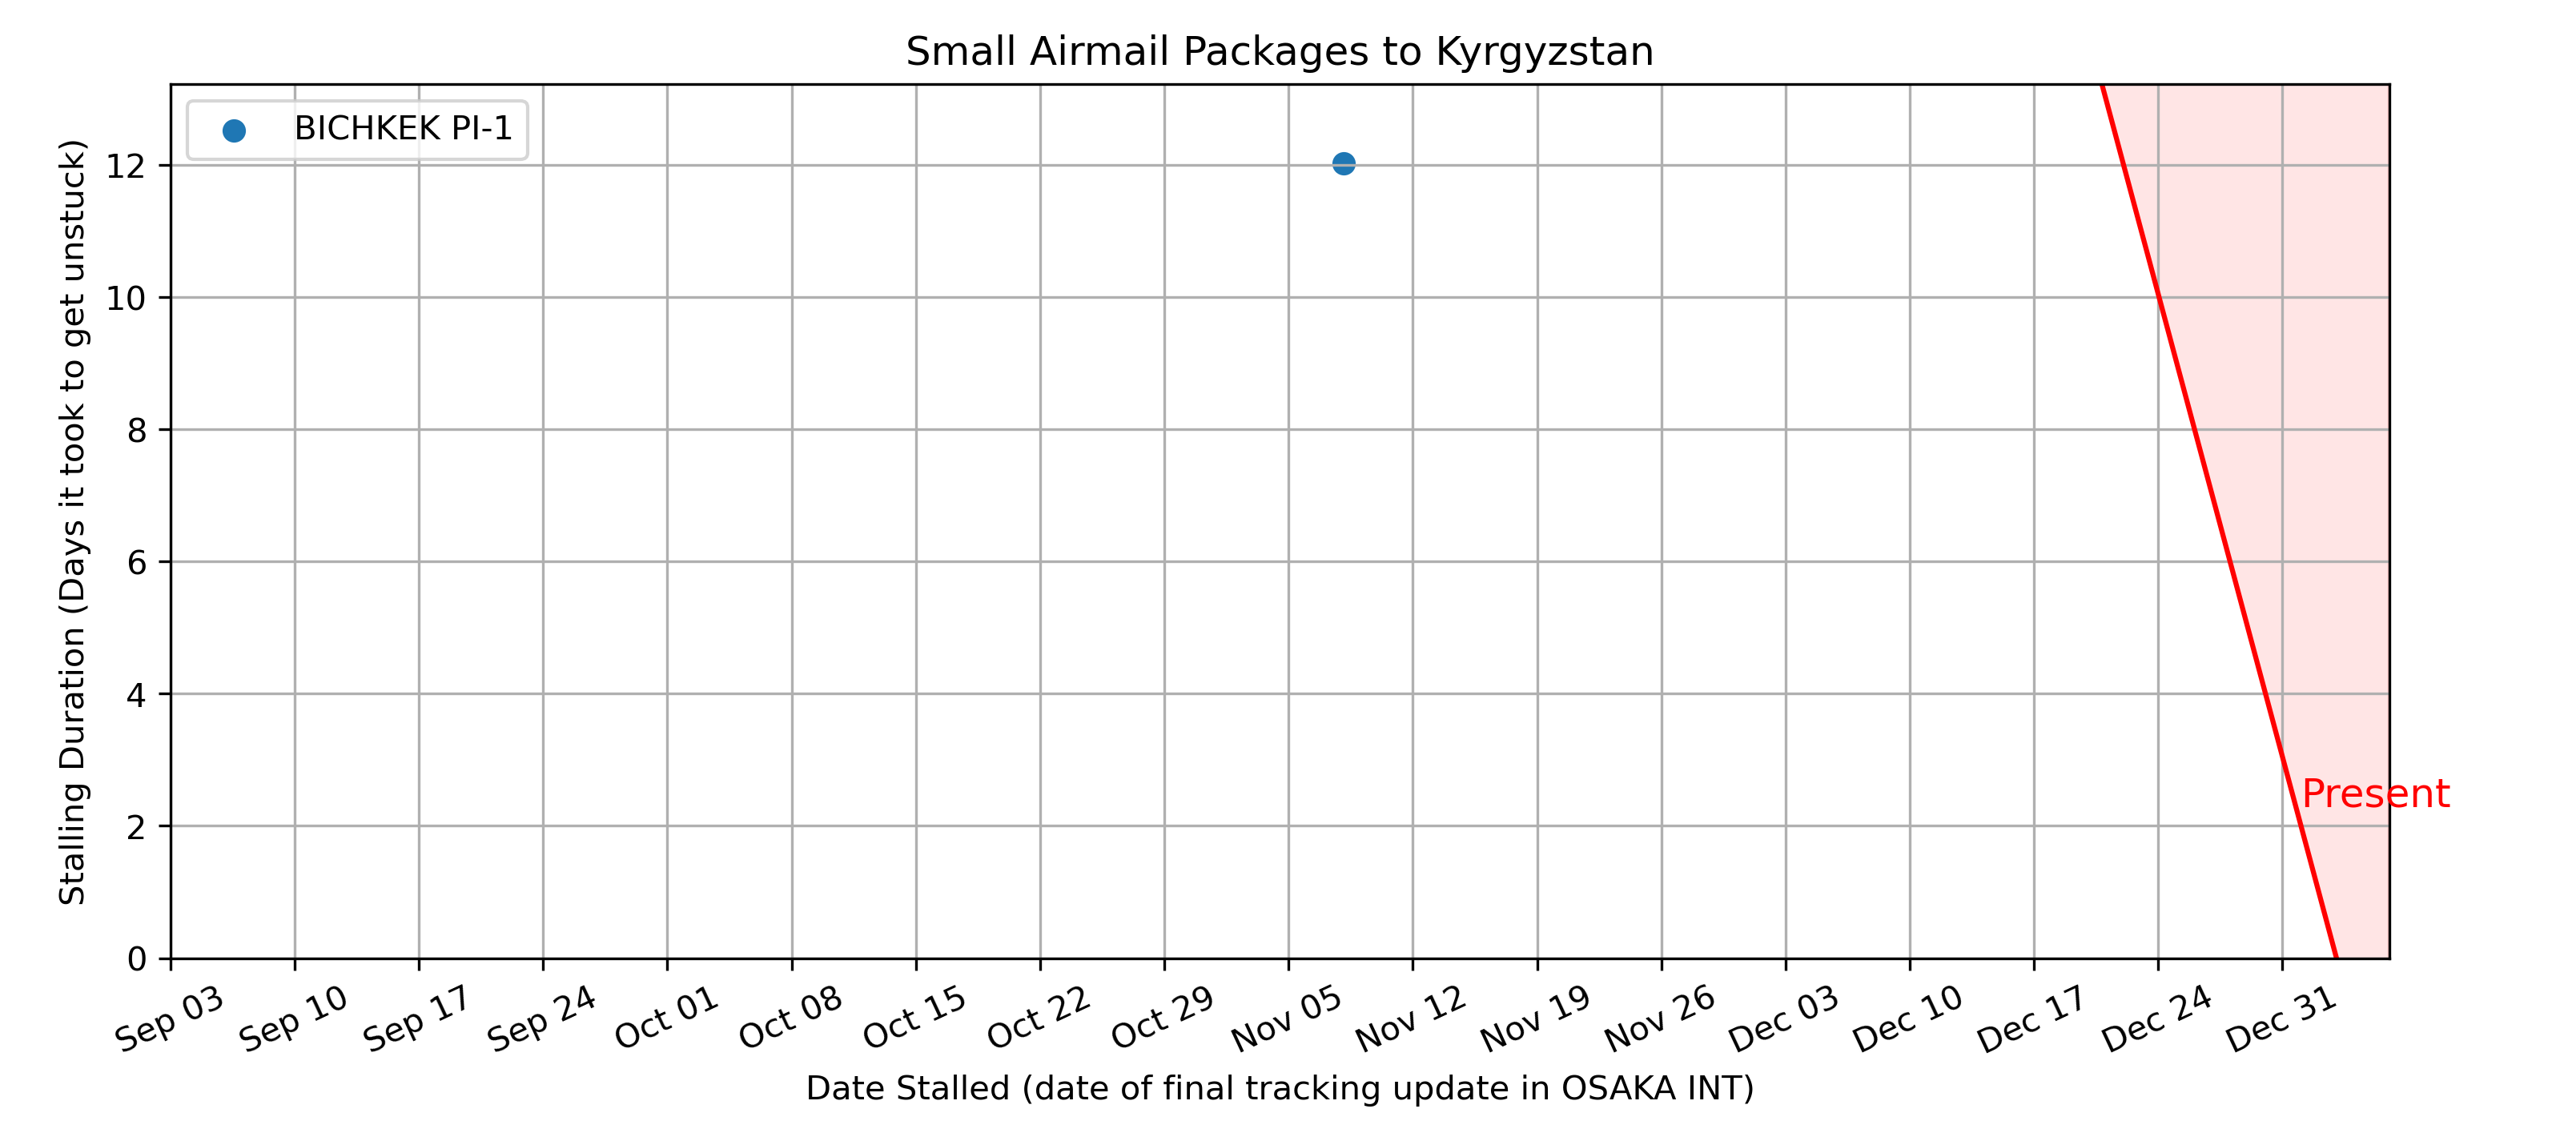 Small Airmail Packages to Kyrgyzstan
BICHKEK PI-1
Stalling Duration (Days it took to get unstuck)
12
10
8
6
4
2
0
Present
Sep 03
Sep 10
Sep 17
Sep 24
Oct 01
Oct 08
Oct 15
Oct 22
Oct 29
Nov 05
Nov 12
Nov 19
Nov 26
Dec 03
Dec 10
Dec 17
Dec 24
Dec 31
Date Stalled (date of final tracking update in OSAKA INT)